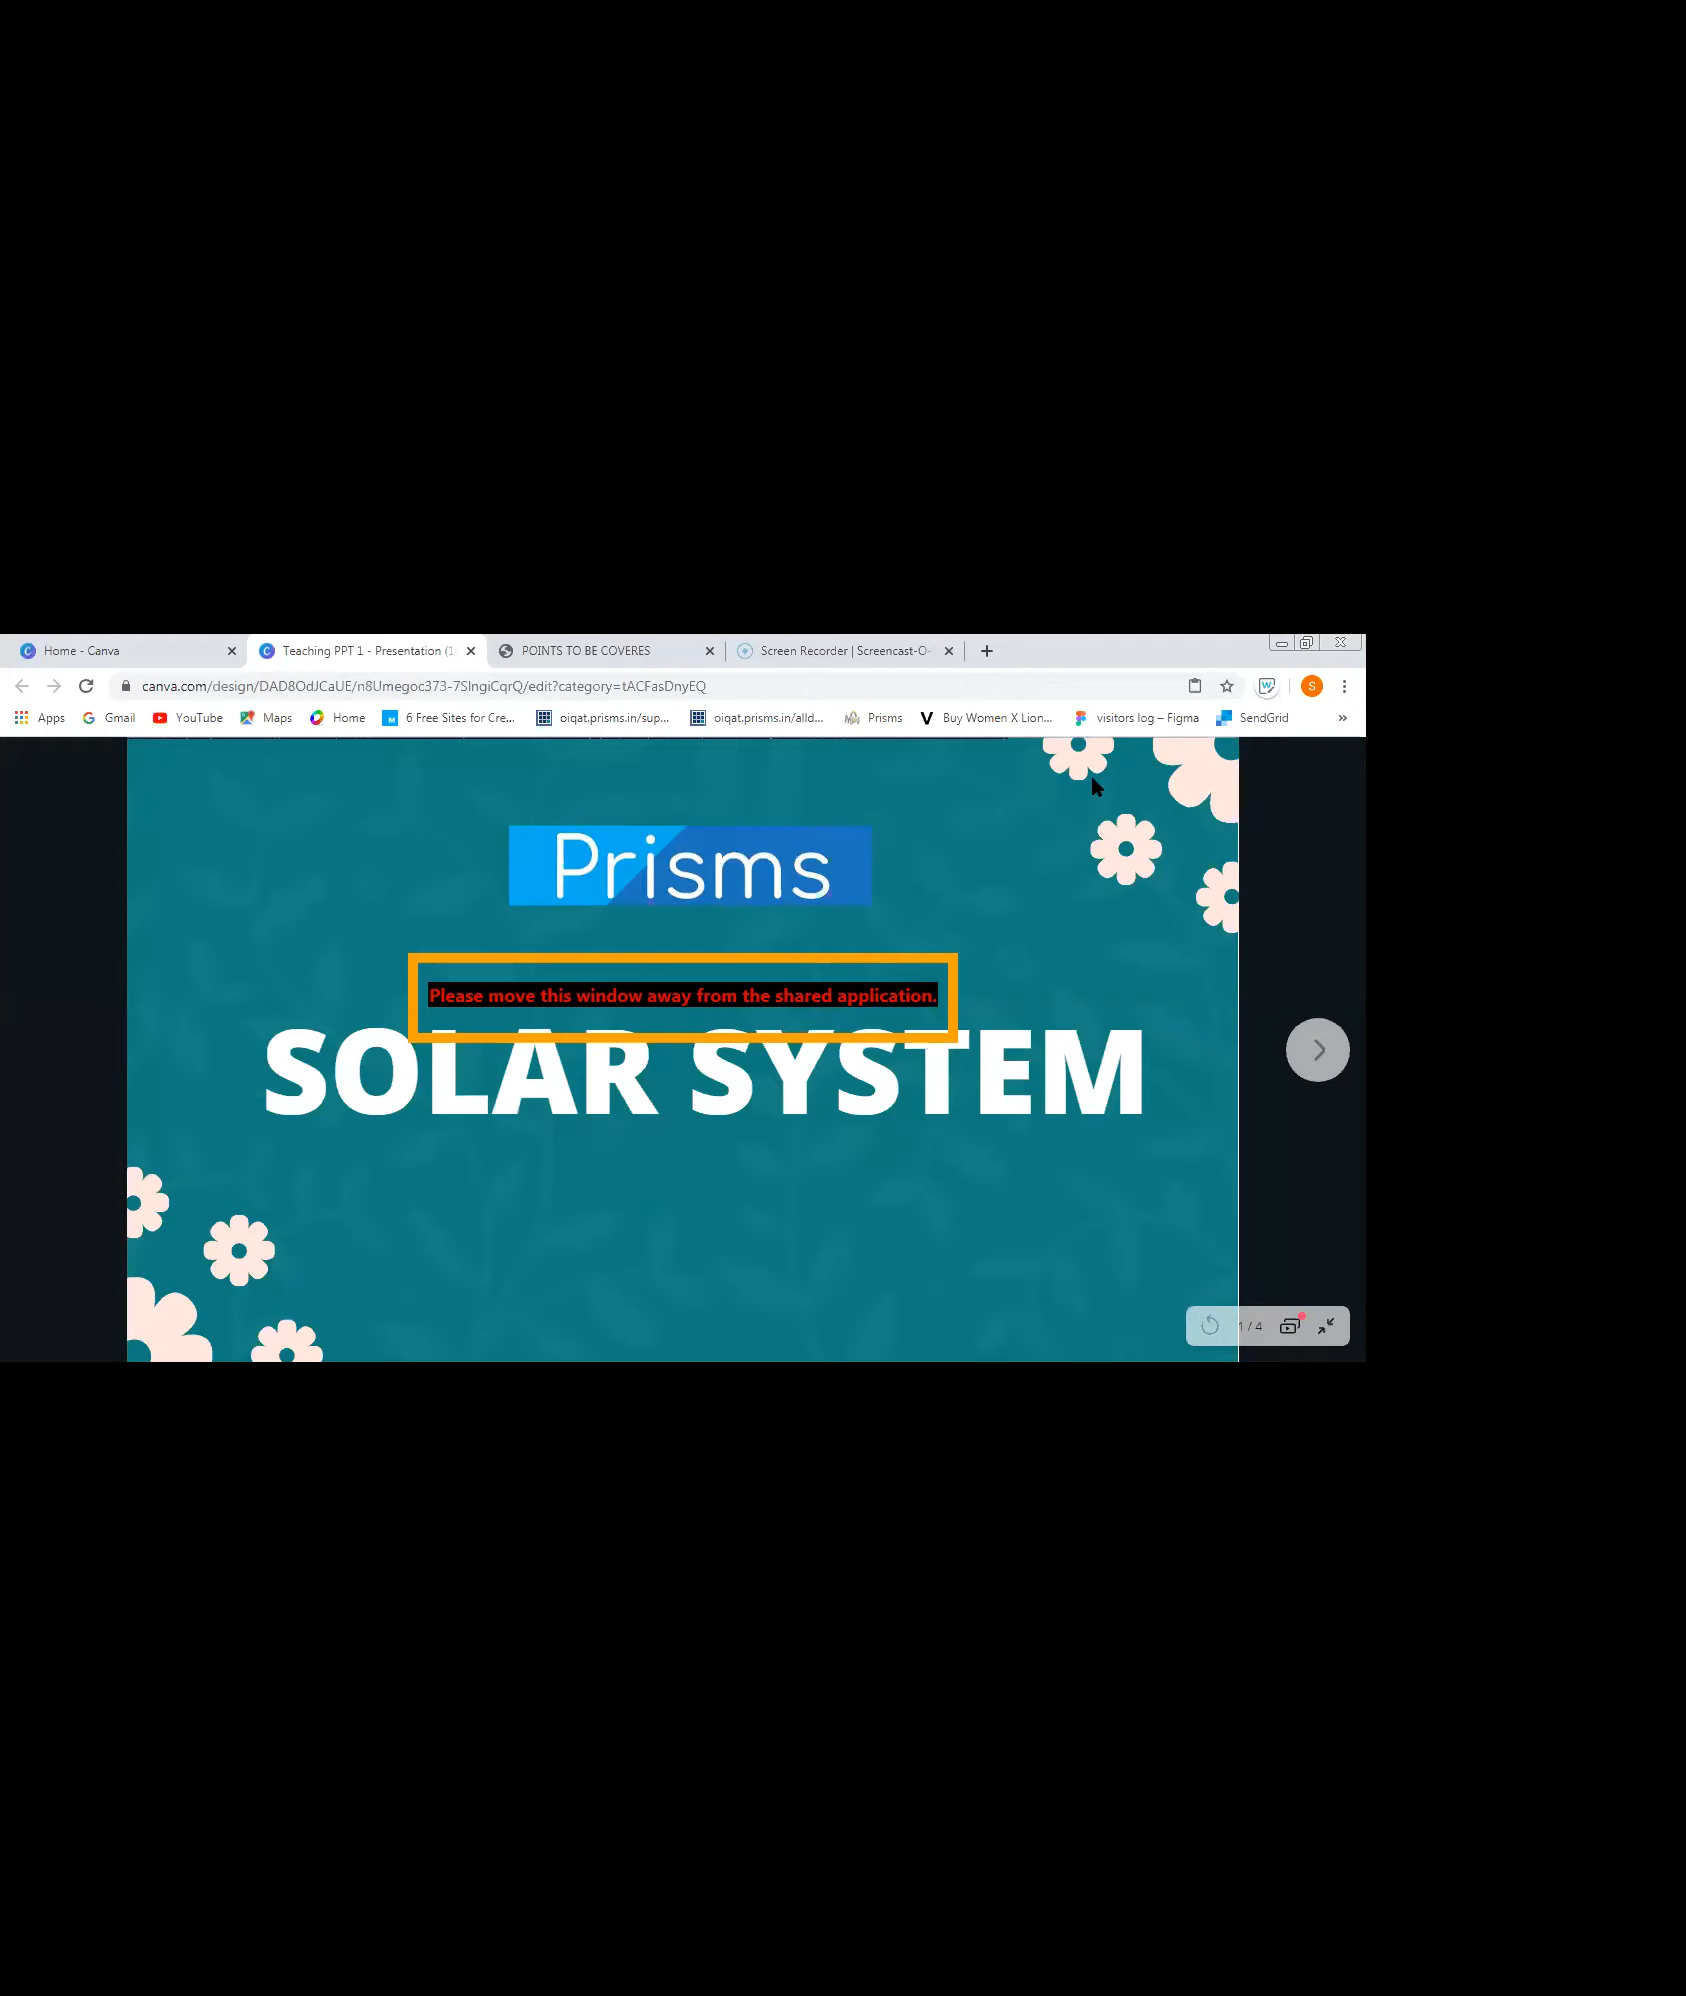 Home - Canva
Teaching PPT 1 - Presentation (1
POINTS TO BE COVERES
Screen Recorder | Screencast-O-
canva.com/design/DAD8OdJCaUE/n8Umegoc373-7SlngiCqrQ/edit?category=tACFasDnyEQ
S
Apps
Gmail
YouTube
Maps
Home
6 Free Sites for Cre...
oiqat.prisms.in/sup...
oiqat.prisms.in/alld...
Prisms
Buy Women X Lion...
visitors log – Figma
SendGrid
Prisms
Please move this window away from the shared application.
SOLAR SYSTEM
1 / 4